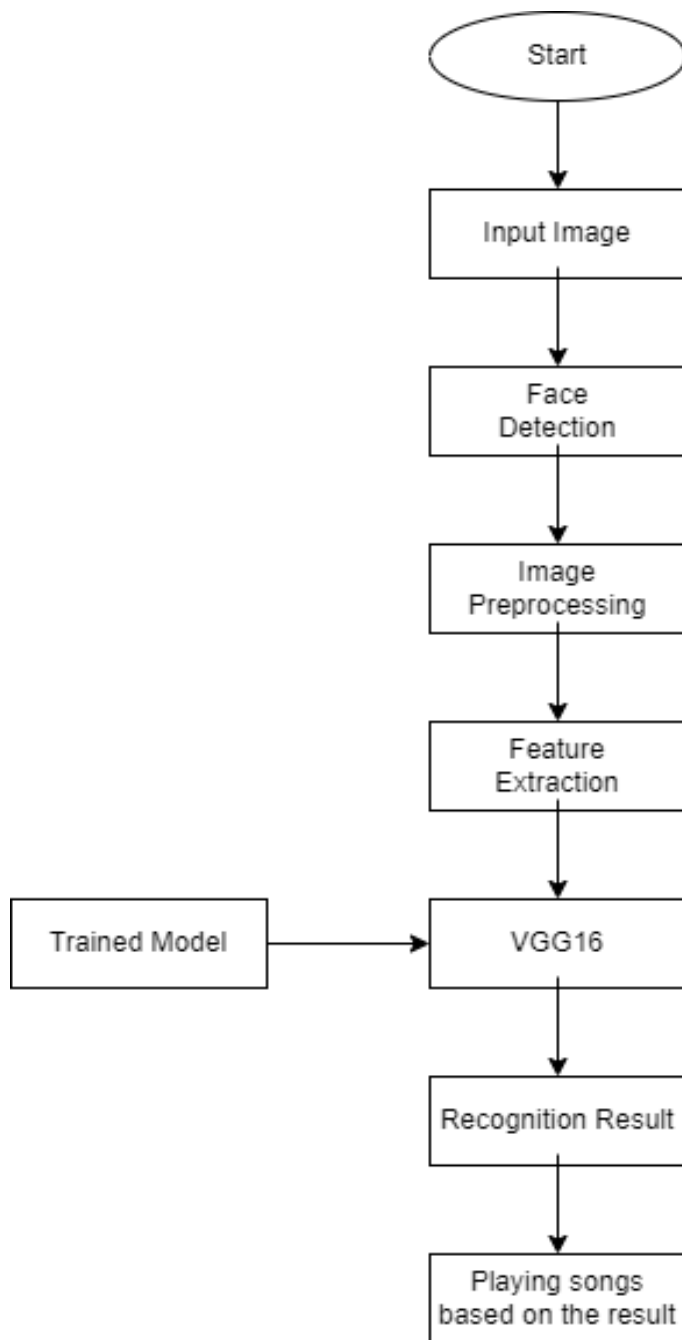 Start
Input Image
Face
Detection
Image
Preprocessing
Feature
Extraction
Trained Model
VGG16
Recognition Result
Playing songs
based on the result